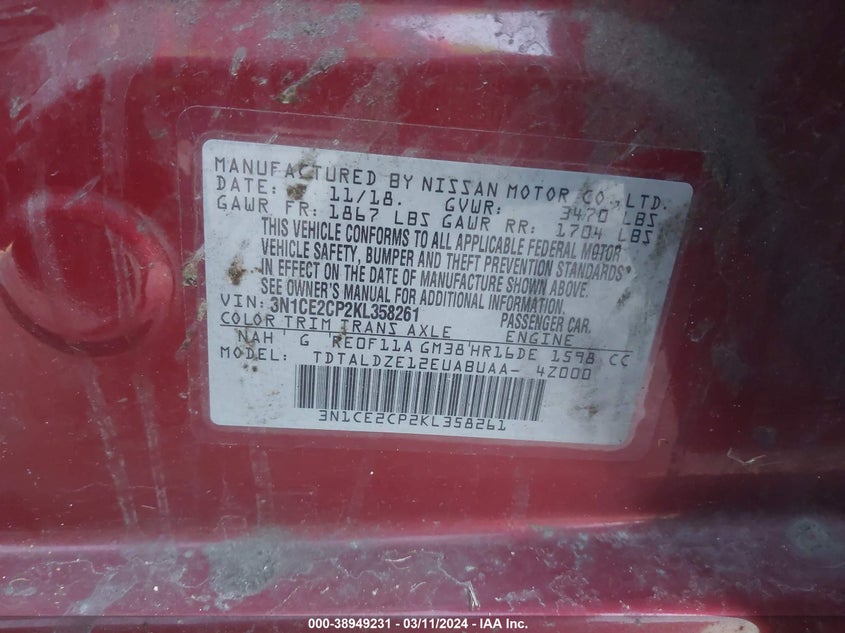 MANUFACTURED BY NISSAN MOTOR CO.,LTD.
DATE: 11/18. GVWR: 3470 LBS
GAWR FR: 1867 LBS GAWR RR: 1704 LBS
THIS VEHICLE CONFORMS TO ALL APPLICABLE FEDERAL MOTOR
VEHICLE SAFETY, BUMPER AND THEFT PREVENTION STANDARDS
IN EFFECT ON THE DATE OF MANUFACTURE SHOWN ABOVE.
SEE OWNER'S MANUAL FOR ADDITIONAL INFORMATION.
VIN: 3N1CE2CP2KL358261 PASSENGER CAR.
COLOR TRIM TRANS AXLE ENGINE
NAH G RE0F11A GM38 HR16DE 1598 CC
MODEL: TDTALDZE12EUABUAA- 4Z000
3N1CE2CP2KL358261
000-38949231 - 03/11/2024 - IAA Inc.